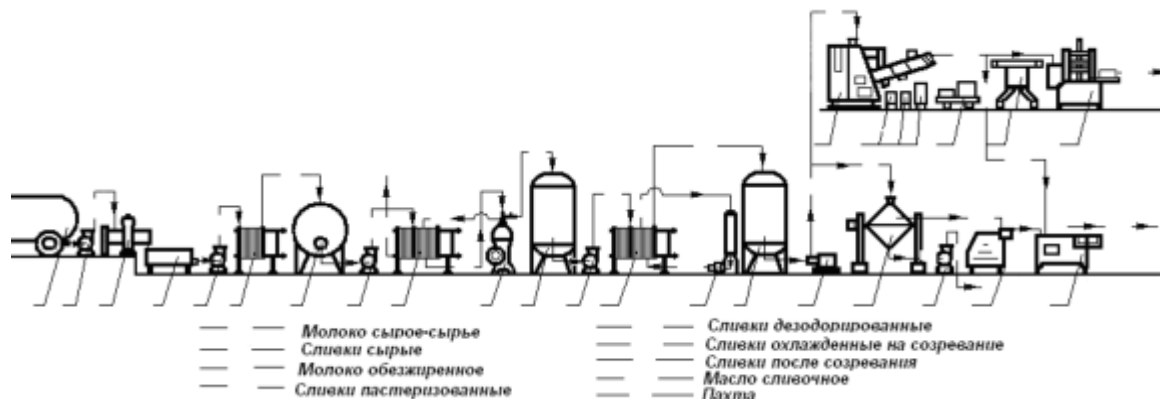 Молоко сырое-сырье
Сливки сырые
Молоко обезжиренное
Сливки пастеризованные
Сливки дезодорированные
Сливки охлажденные на созревание
Сливки после созревания
Масло сливочное
Пахта